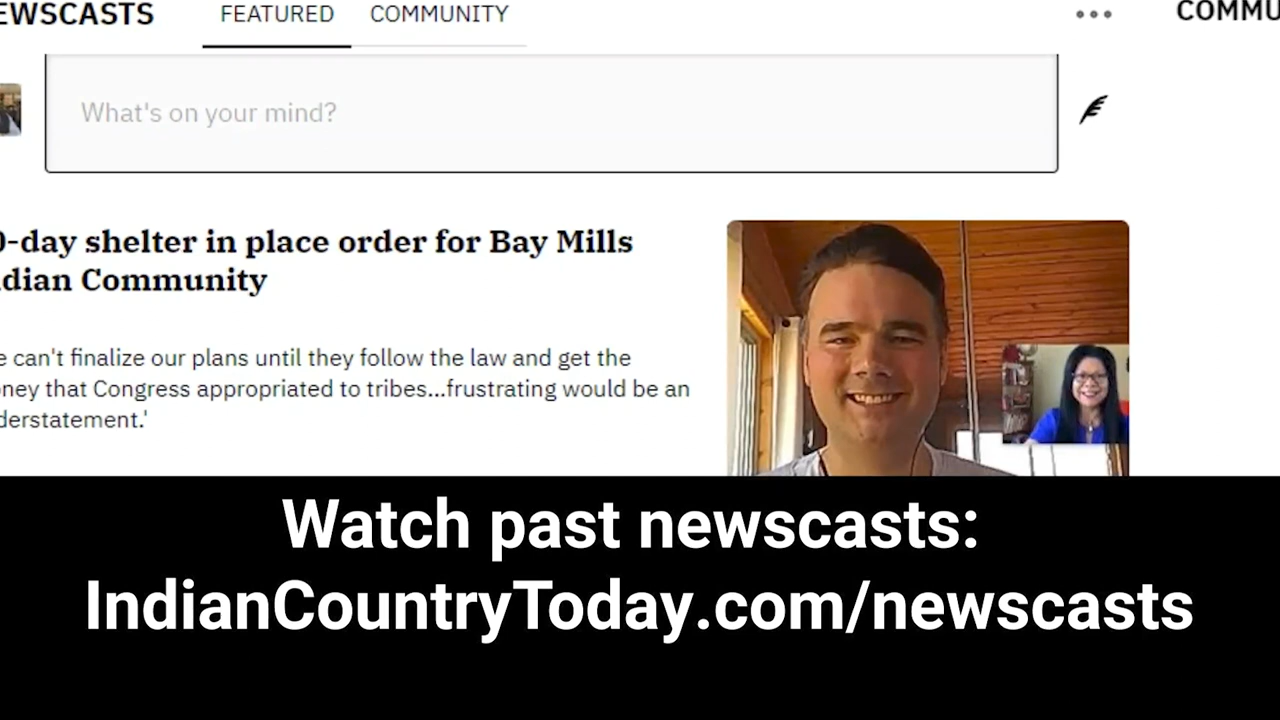 EWSCASTS FEATURED COMMUNITY COMMU
What's on your mind?
0-day shelter in place order for Bay Mills
dian Community
e can't finalize our plans until they follow the law and get the
ney that Congress appropriated to tribes...frustrating would be an
derstatement.'
Watch past newscasts:
IndianCountryToday.com/newscasts